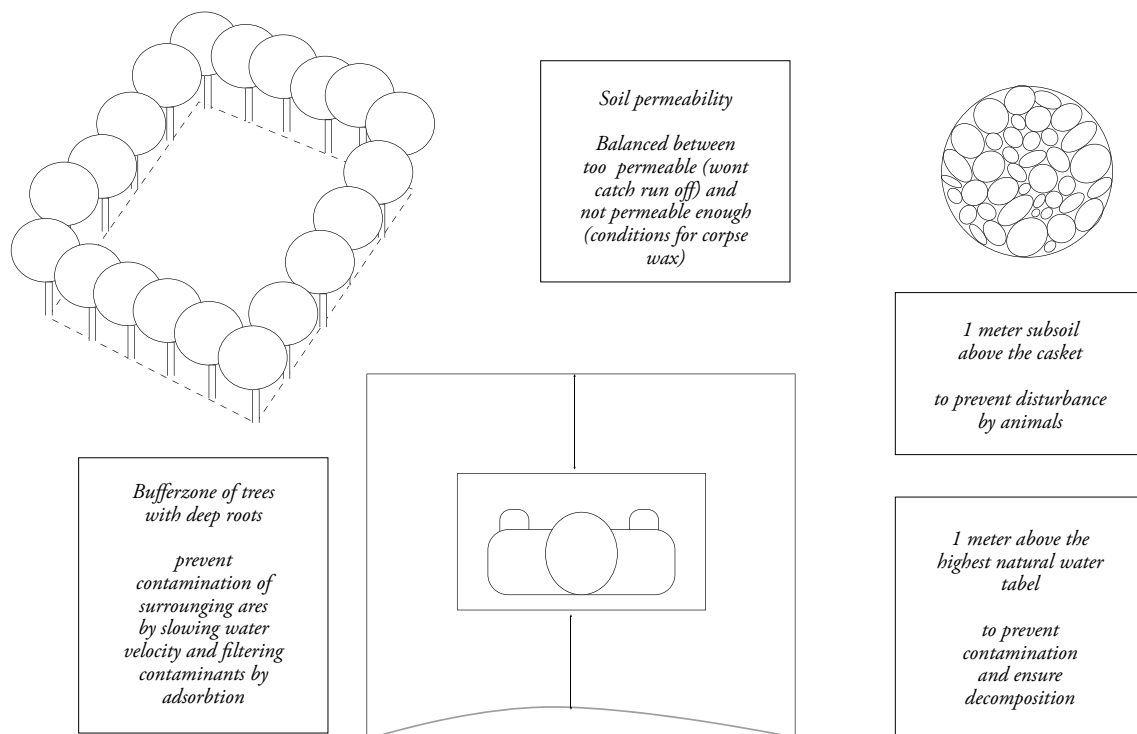 Soil permeability
Balanced between
too permeable (wont
catch run off) and
not permeable enough
(conditions for corpse
wax)
1 meter subsoil
above the casket
to prevent disturbance
by animals
Bufferzone of trees
with deep roots
prevent
contamination of
surrounging ares
by slowing water
velocity and filtering
contaminants by
adsorbtion
1 meter above the
highest natural water
tabel
to prevent
contamination
and ensure
decomposition